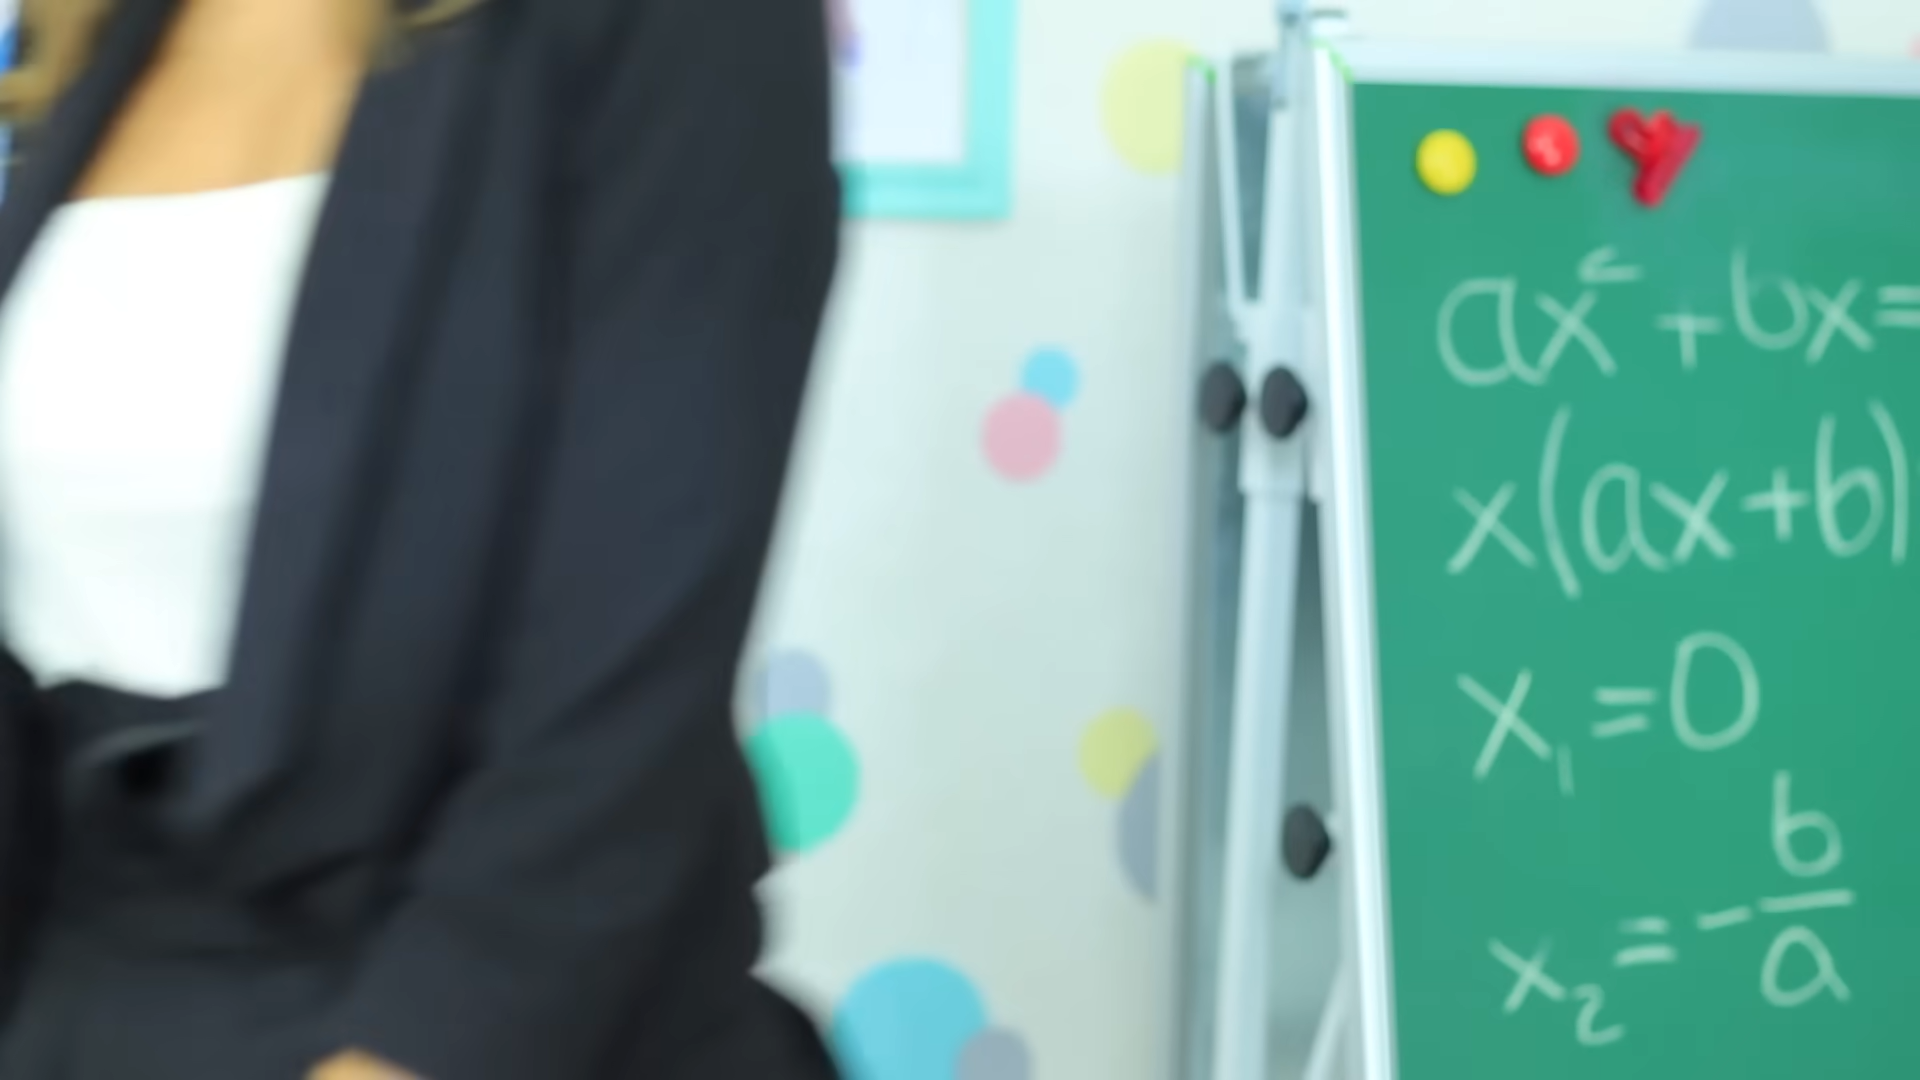 ax² + bx =
x(ax+b)
x₁ = 0
x₂ = - b/a